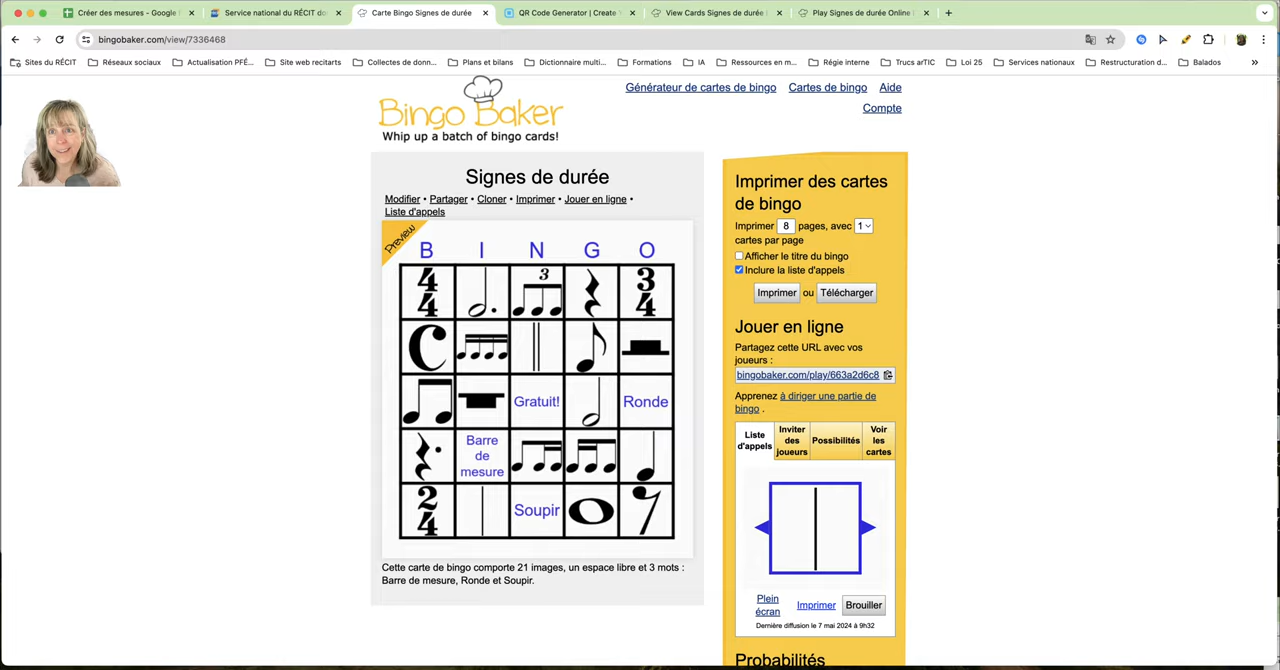 Créer des mesures - Google
Service national du RÉCIT do
Carte Bingo Signes de durée
QR Code Generator | Create
View Cards Signes de durée
Play Signes de durée Online
bingobaker.com/view/7336468
Sites du RÉCIT
Réseaux sociaux
Actualisation PFÉ...
Site web recitarts
Collectes de donn...
Plans et bilans
Dictionnaire multi...
Formations
IA
Ressources en m...
Régie interne
Trucs arTIC
Loi 25
Services nationaux
Restructuration d...
Balados
Bingo Baker
Whip up a batch of bingo cards!
Générateur de cartes de bingo
Cartes de bingo
Aide
Compte
Signes de durée
Modifier • Partager • Cloner • Imprimer • Jouer en ligne •
Liste d'appels
Preview
B I N G O
4 4 3 3 4
C
Gratuit! Ronde
Barre
de
mesure
2 4 Soupir
Cette carte de bingo comporte 21 images, un espace libre et 3 mots :
Barre de mesure, Ronde et Soupir.
Imprimer des cartes
de bingo
Imprimer 8 pages, avec 1
cartes par page
Afficher le titre du bingo
Inclure la liste d'appels
Imprimer ou Télécharger
Jouer en ligne
Partagez cette URL avec vos
joueurs :
bingobaker.com/play/663a2d6c8
Apprenez à diriger une partie de
bingo .
Liste
d'appels
Inviter
des
joueurs
Possibilités
Voir
les
cartes
Plein
écran
Imprimer
Brouiller
Dernière diffusion le 7 mai 2024 à 9h32
Probabilités